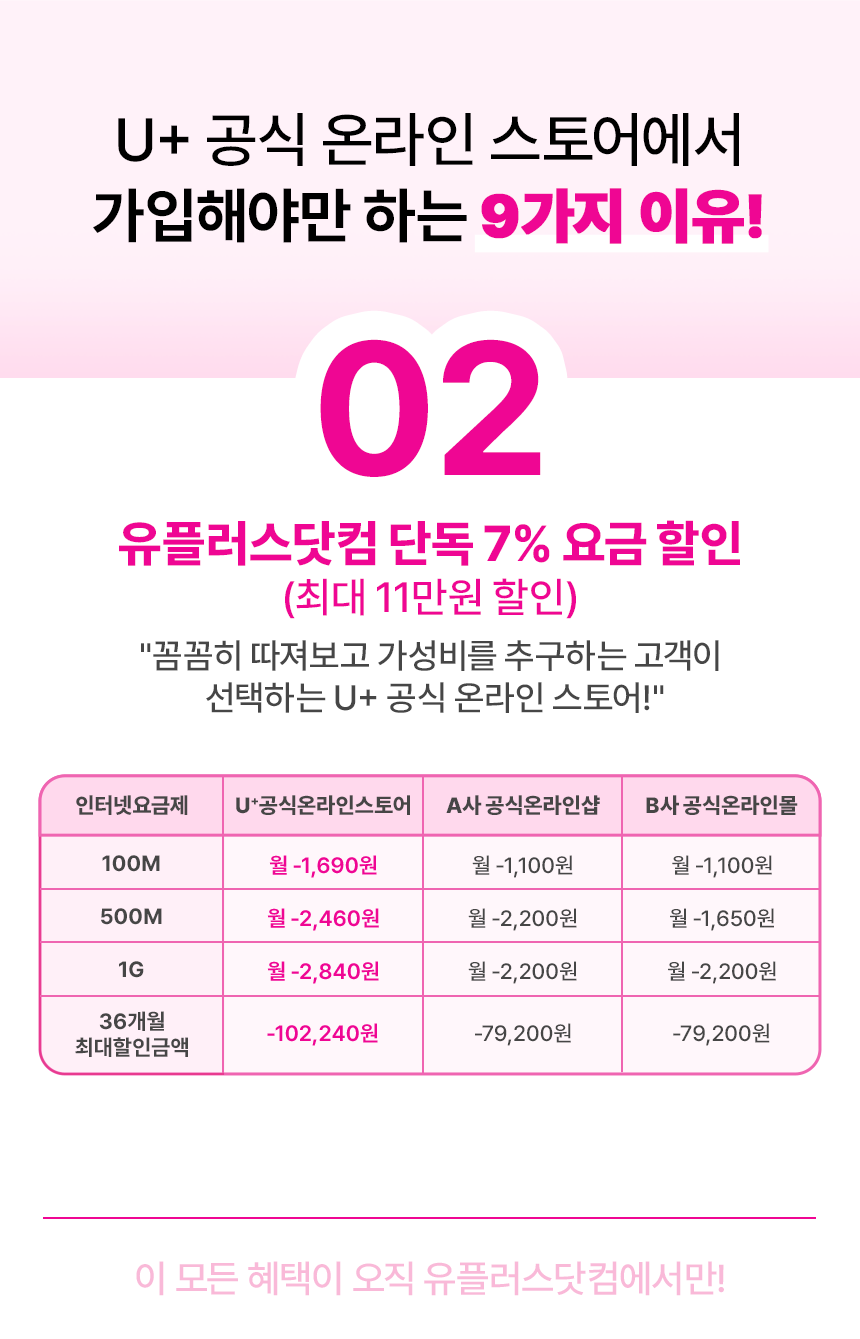 U+ 공식 온라인 스토어에서
가입해야만 하는 9가지 이유!
02
유플러스닷컴 단독 7% 요금 할인
(최대 11만원 할인)
"꼼꼼히 따져보고 가성비를 추구하는 고객이
선택하는 U+ 공식 온라인 스토어!"
인터넷요금제 U+공식온라인스토어 A사 공식온라인샵 B사 공식온라인몰
100M 월 -1,690원 월 -1,100원 월 -1,100원
500M 월 -2,460원 월 -2,200원 월 -1,650원
1G 월 -2,840원 월 -2,200원 월 -2,200원
36개월
최대할인금액 -102,240원 -79,200원 -79,200원
이 모든 혜택이 오직 유플러스닷컴에서만!